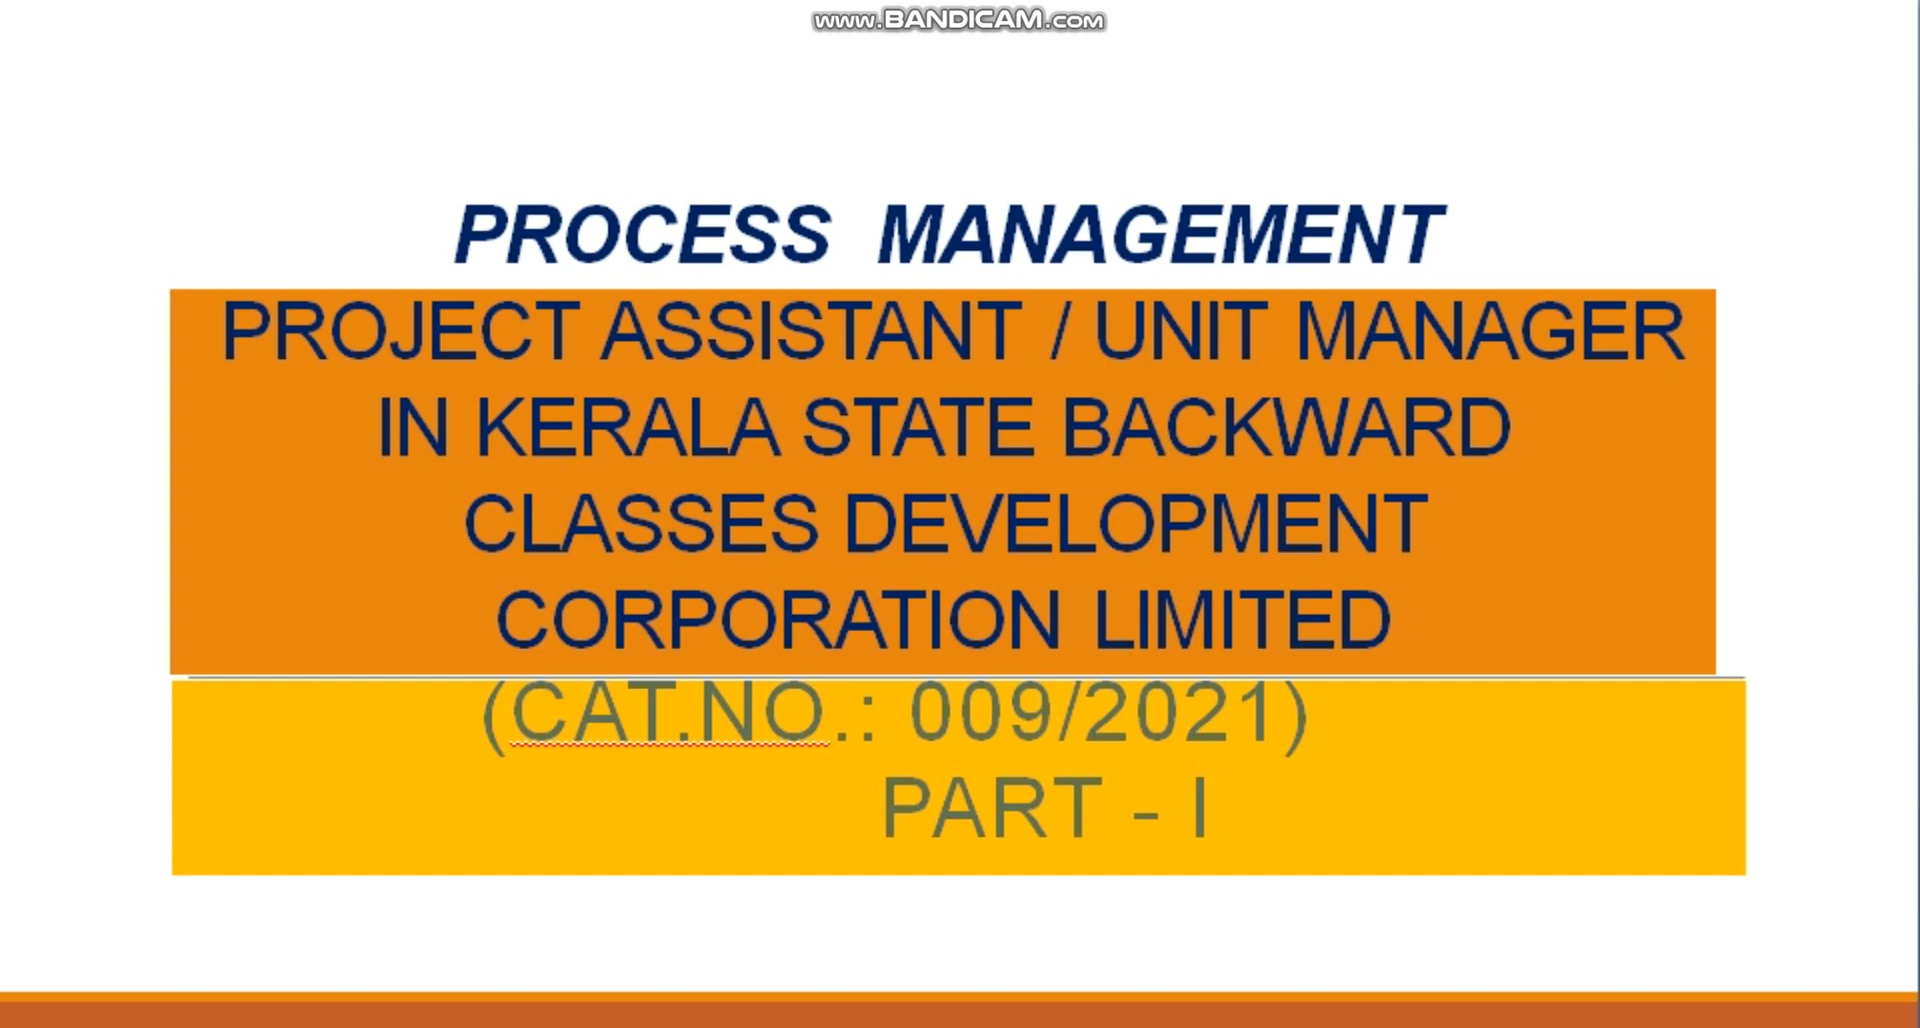 www.BANDICAM.com
PROCESS MANAGEMENT
PROJECT ASSISTANT / UNIT MANAGER
IN KERALA STATE BACKWARD
CLASSES DEVELOPMENT
CORPORATION LIMITED
(CAT.NO.: 009/2021)
PART - I